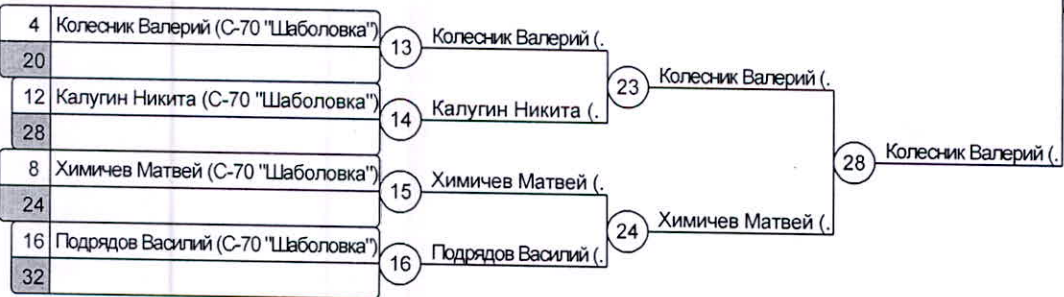 4 Колесник Валерий (С-70 "Шаболовка")
20
13
Колесник Валерий (.
12 Калугин Никита (С-70 "Шаболовка")
28
14
Калугин Никита (.
23
Колесник Валерий (.
8 Химичев Матвей (С-70 "Шаболовка")
24
15
Химичев Матвей (.
16 Подрядов Василий (С-70 "Шаболовка")
32
16
Подрядов Василий (.
24
Химичев Матвей (.
28
Колесник Валерий (.